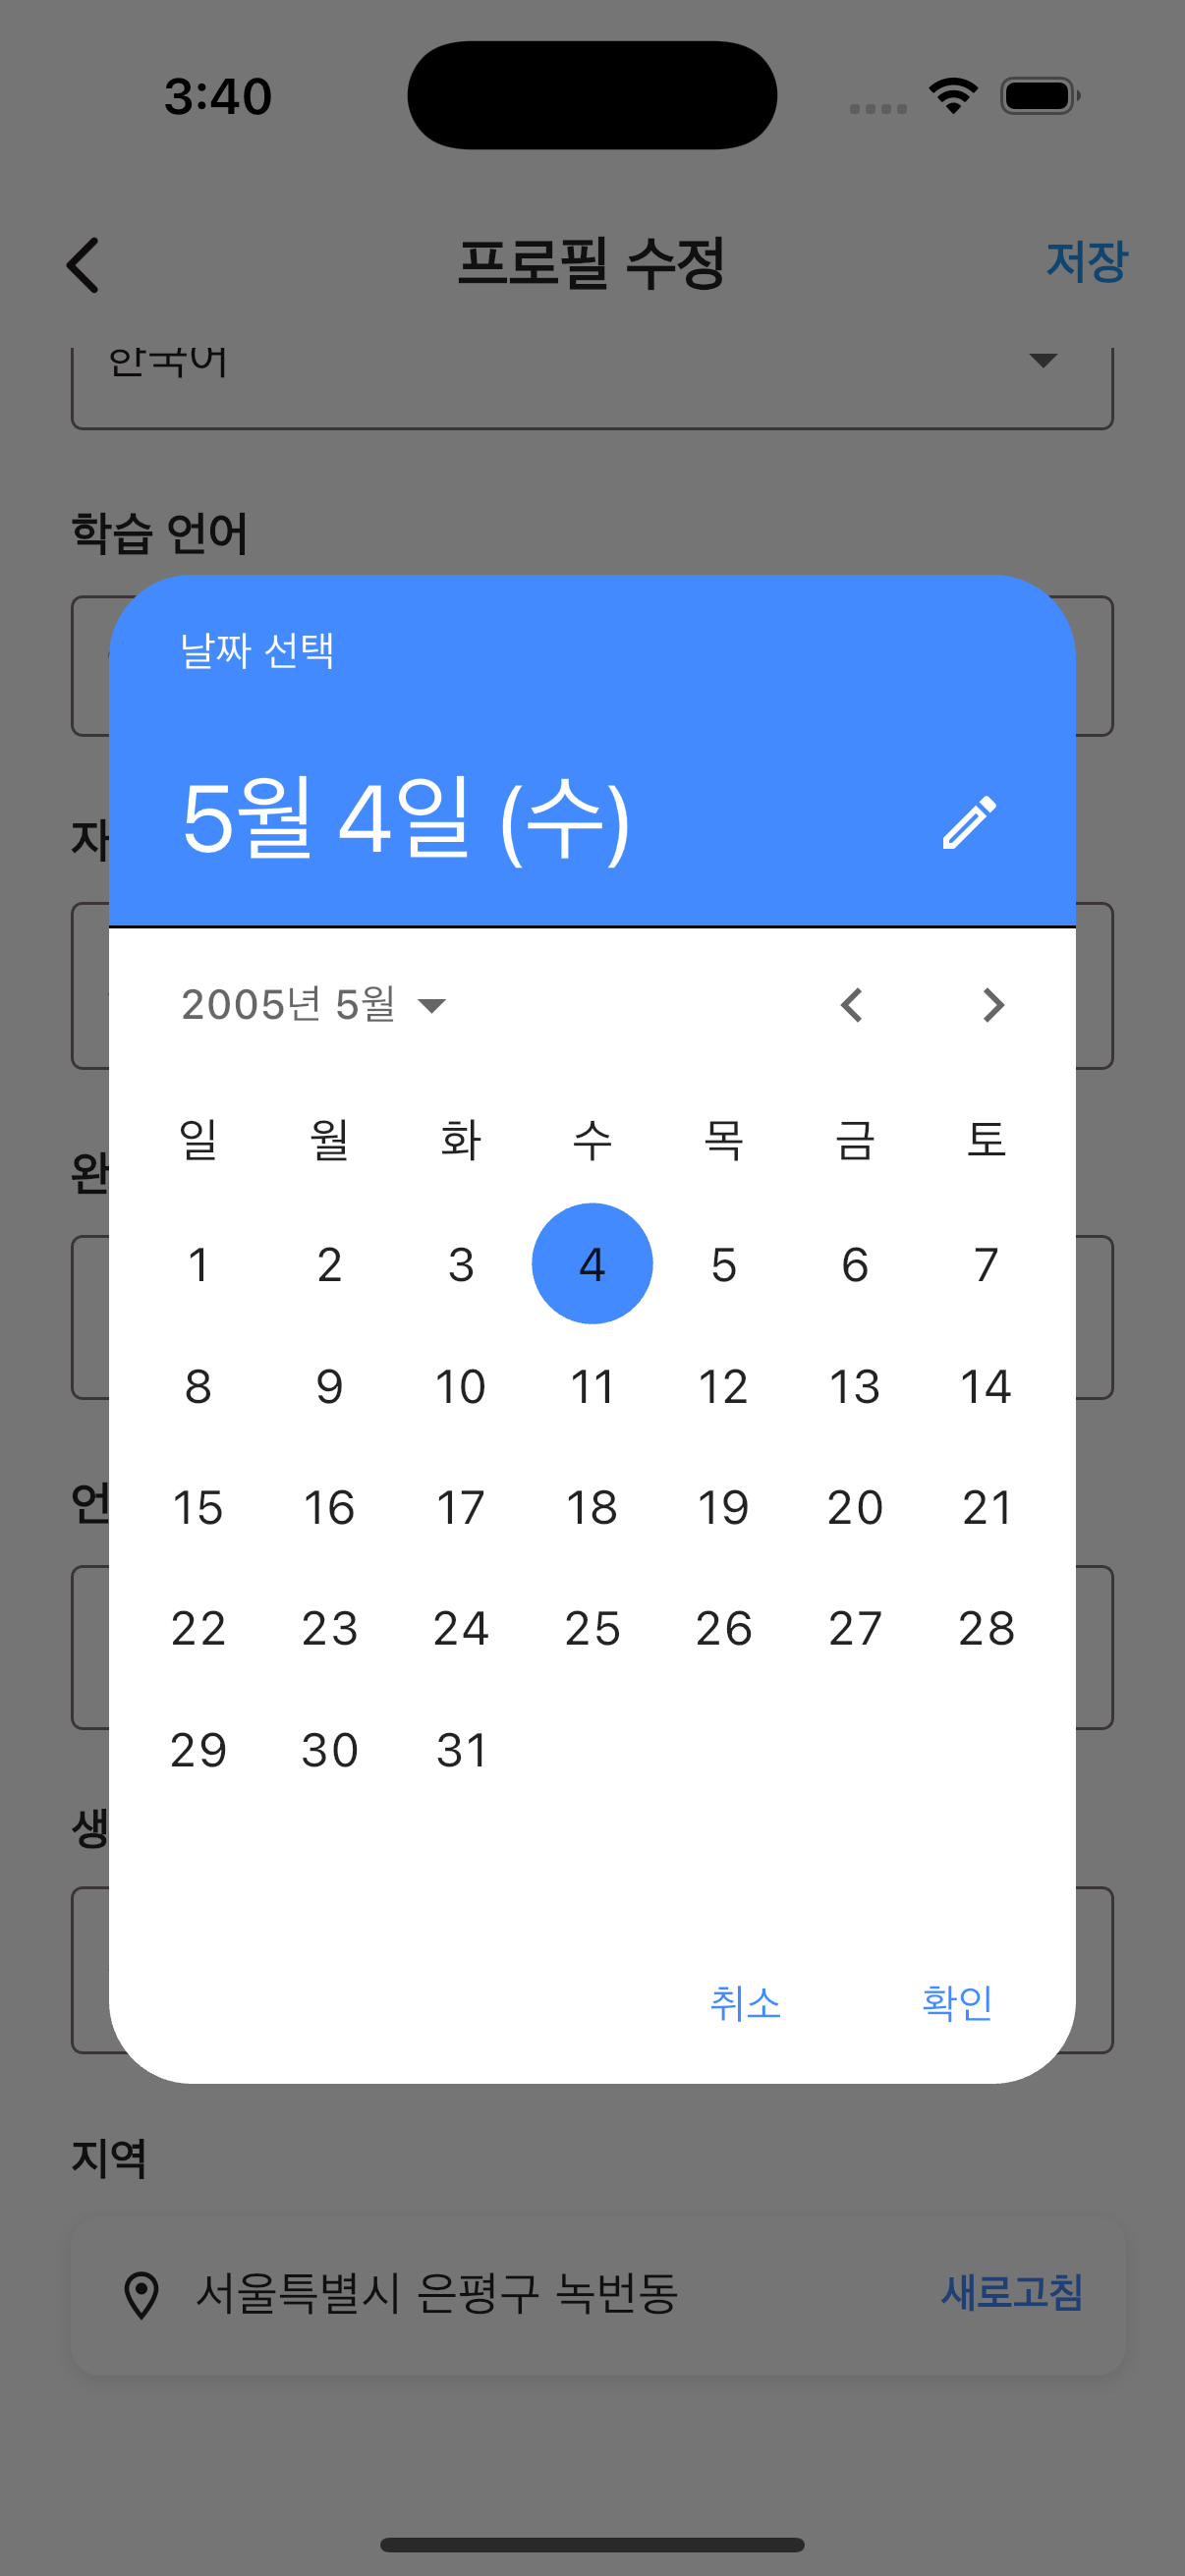 3:40
프로필 수정
저장
한국어
학습 언어
날짜 선택
5월 4일 (수)
2005년 5월
일 월 화 수 목 금 토
1 2 3 4 5 6 7
8 9 10 11 12 13 14
15 16 17 18 19 20 21
22 23 24 25 26 27 28
29 30 31
취소 확인
지역
서울특별시 은평구 녹번동
새로고침